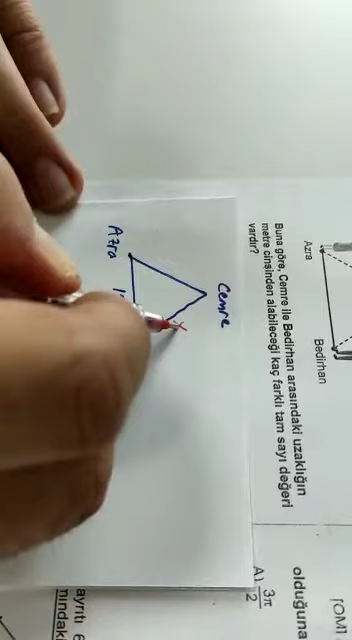 Azra
Bedirhan
Buna göre, Cemre ile Bedirhan arasındaki uzaklığın
metre cinsinden alabileceği kaç farklı tam sayı değeri
vardır?
Cemre
Azra
x
olduğuna
A) 3π/2
ayrıtı